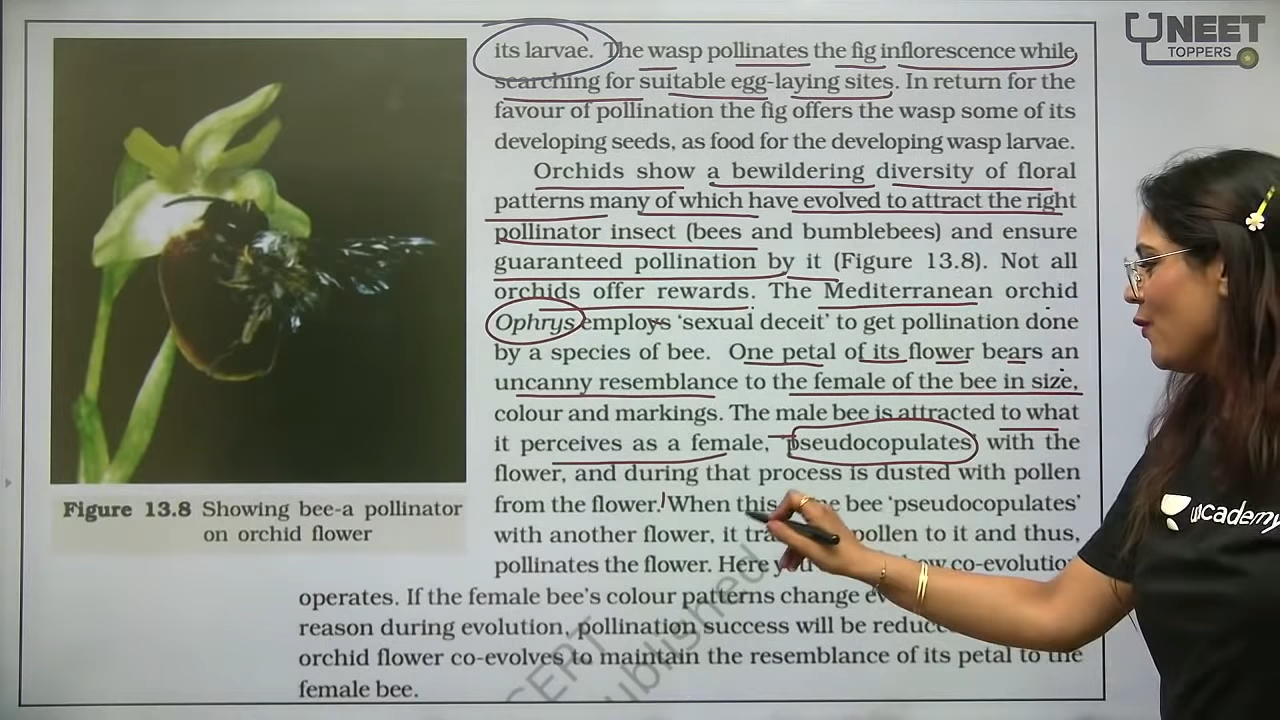 NEET
TOPPERS
its larvae. The wasp pollinates the fig inflorescence while
searching for suitable egg-laying sites. In return for the
favour of pollination the fig offers the wasp some of its
developing seeds, as food for the developing wasp larvae.
Orchids show a bewildering diversity of floral
patterns many of which have evolved to attract the right
pollinator insect (bees and bumblebees) and ensure
guaranteed pollination by it (Figure 13.8). Not all
orchids offer rewards. The Mediterranean orchid
Ophrys employs ‘sexual deceit’ to get pollination done
by a species of bee. One petal of its flower bears an
uncanny resemblance to the female of the bee in size,
colour and markings. The male bee is attracted to what
it perceives as a female, ‘pseudocopulates’ with the
flower, and during that process is dusted with pollen
from the flower. When this bee ‘pseudocopulates’
with another flower, it pollen to it and thus,
pollinates the flower. Here co-evolution
operates. If the female bee’s colour patterns change
reason during evolution, pollination success will be
orchid flower co-evolves to maintain the resemblance of its petal to the
female bee.
Figure 13.8 Showing bee-a pollinator
on orchid flower
unacademy